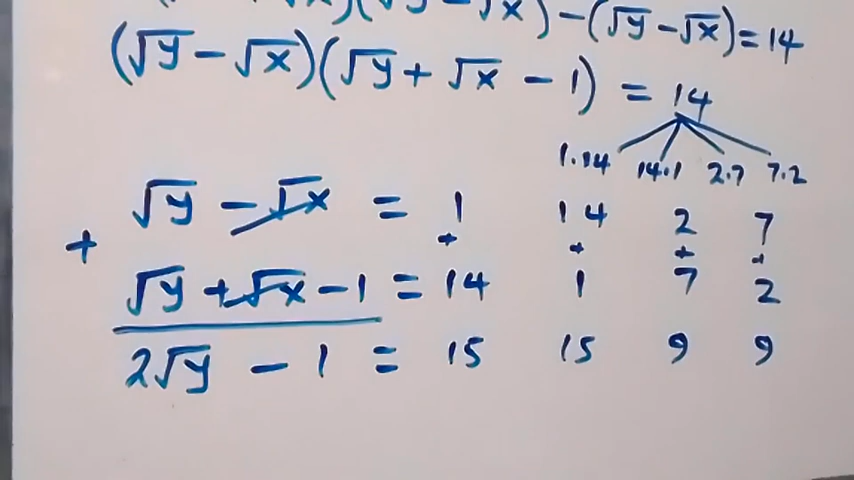 √x)(√y − √x) − (√y − √x) = 14
(√y − √x)(√y + √x − 1) = 14
1.14 14.1 2.7 7.2
√y − √x = 1 14 2 7
+ + + + +
√y + √x − 1 = 14 1 7 2
2√y − 1 = 15 15 9 9